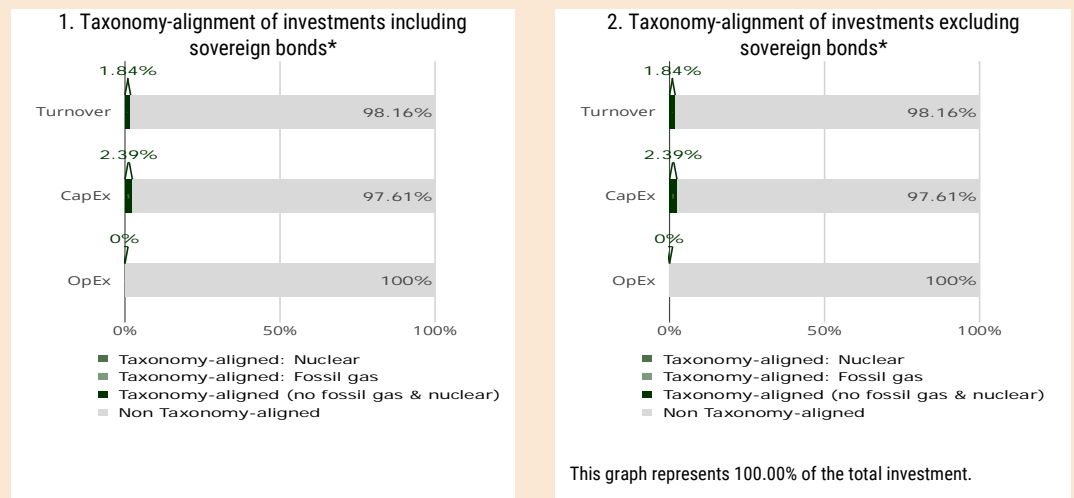 1. Taxonomy-alignment of investments including
sovereign bonds*
1.84%
Turnover
98.16%
2.39%
CapEx
97.61%
0%
OpEx
100%
0%
50%
100%
Taxonomy-aligned: Nuclear
Taxonomy-aligned: Fossil gas
Taxonomy-aligned (no fossil gas & nuclear)
Non Taxonomy-aligned
2. Taxonomy-alignment of investments excluding
sovereign bonds*
1.84%
Turnover
98.16%
2.39%
CapEx
97.61%
0%
OpEx
100%
0%
50%
100%
Taxonomy-aligned: Nuclear
Taxonomy-aligned: Fossil gas
Taxonomy-aligned (no fossil gas & nuclear)
Non Taxonomy-aligned
This graph represents 100.00% of the total investment.